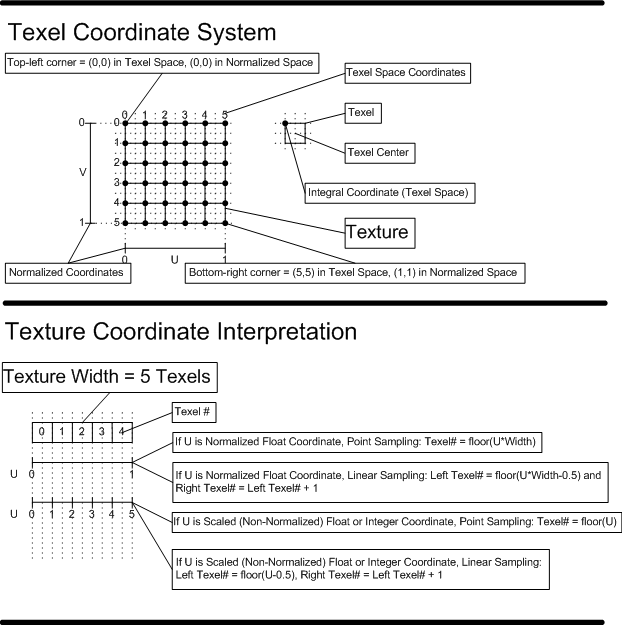 Texel Coordinate System
Top-left corner = (0,0) in Texel Space, (0,0) in Normalized Space
Texel Space Coordinates
0 1 2 3 4 5
Texel
0 0
1
Texel Center
2
V
3
Integral Coordinate (Texel Space)
4
1 5
Texture
0 U 1
Normalized Coordinates
Bottom-right corner = (5,5) in Texel Space, (1,1) in Normalized Space
Texture Coordinate Interpretation
Texture Width = 5 Texels
Texel #
0 1 2 3 4
If U is Normalized Float Coordinate, Point Sampling: Texel# = floor(U*Width)
U 0 1
If U is Normalized Float Coordinate, Linear Sampling: Left Texel# = floor(U*Width-0.5) and
Right Texel# = Left Texel# + 1
U 0 1 2 3 4 5
If U is Scaled (Non-Normalized) Float or Integer Coordinate, Point Sampling: Texel# = floor(U)
If U is Scaled (Non-Normalized) Float or Integer Coordinate, Linear Sampling:
Left Texel# = floor(U-0.5), Right Texel# = Left Texel# + 1